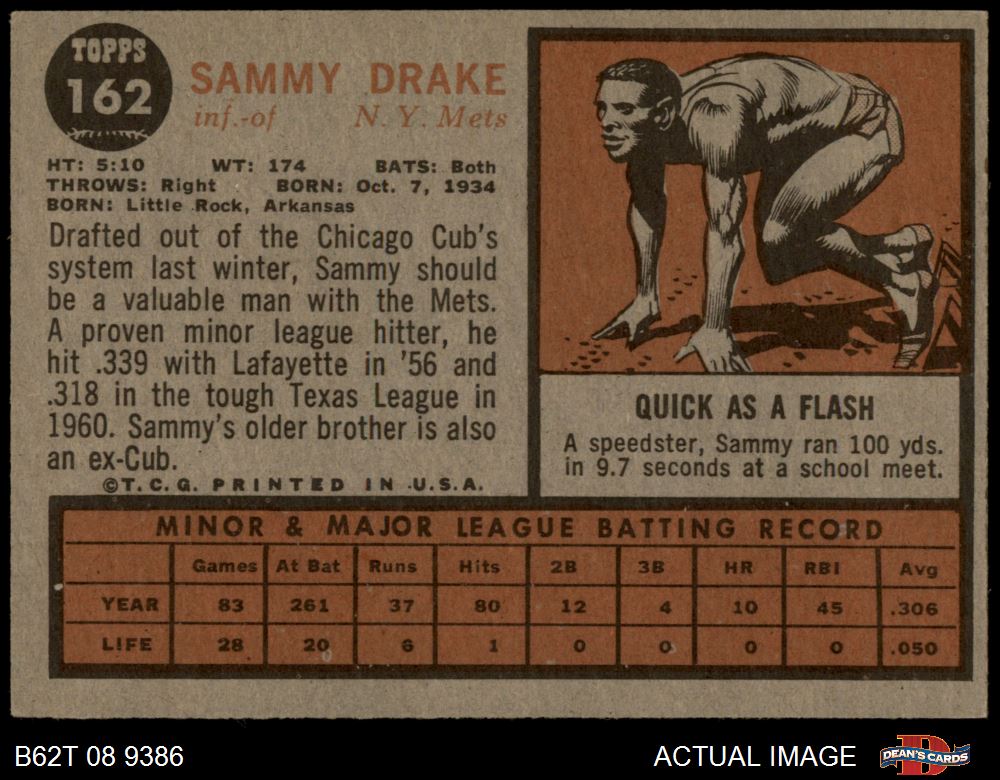 TOPPS
162
SAMMY DRAKE
inf.-of N. Y. Mets
HT: 5:10 WT: 174 BATS: Both
THROWS: Right BORN: Oct. 7, 1934
BORN: Little Rock, Arkansas
Drafted out of the Chicago Cub's
system last winter, Sammy should
be a valuable man with the Mets.
A proven minor league hitter, he
hit .339 with Lafayette in '56 and
.318 in the tough Texas League in
1960. Sammy's older brother is also
an ex-Cub.
©T. C. G. PRINTED IN U.S.A.
QUICK AS A FLASH
A speedster, Sammy ran 100 yds.
in 9.7 seconds at a school meet.
MINOR & MAJOR LEAGUE BATTING RECORD
Games At Bat Runs Hits 2B 3B HR RBI Avg
YEAR 83 261 37 80 12 4 10 45 .306
LIFE 28 20 6 1 0 0 0 0 .050
B62T 08 9386 ACTUAL IMAGE D DEAN'S CARDS